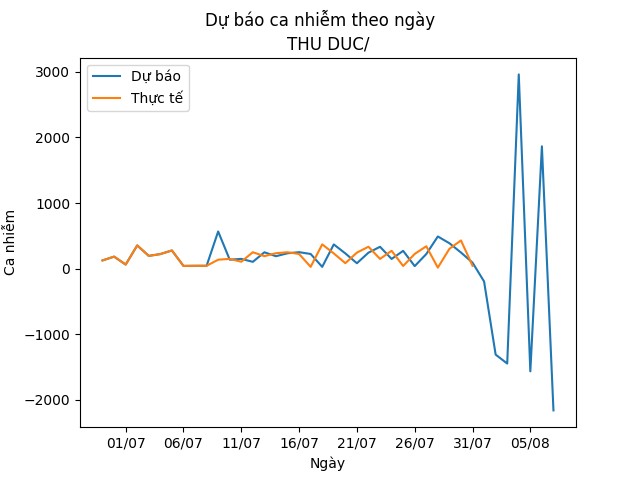 Dự báo ca nhiễm theo ngày
THU DUC/
Dự báo
Thực tế
3000
2000
1000
0
−1000
−2000
Ca nhiễm
01/07 06/07 11/07 16/07 21/07 26/07 31/07 05/08
Ngày